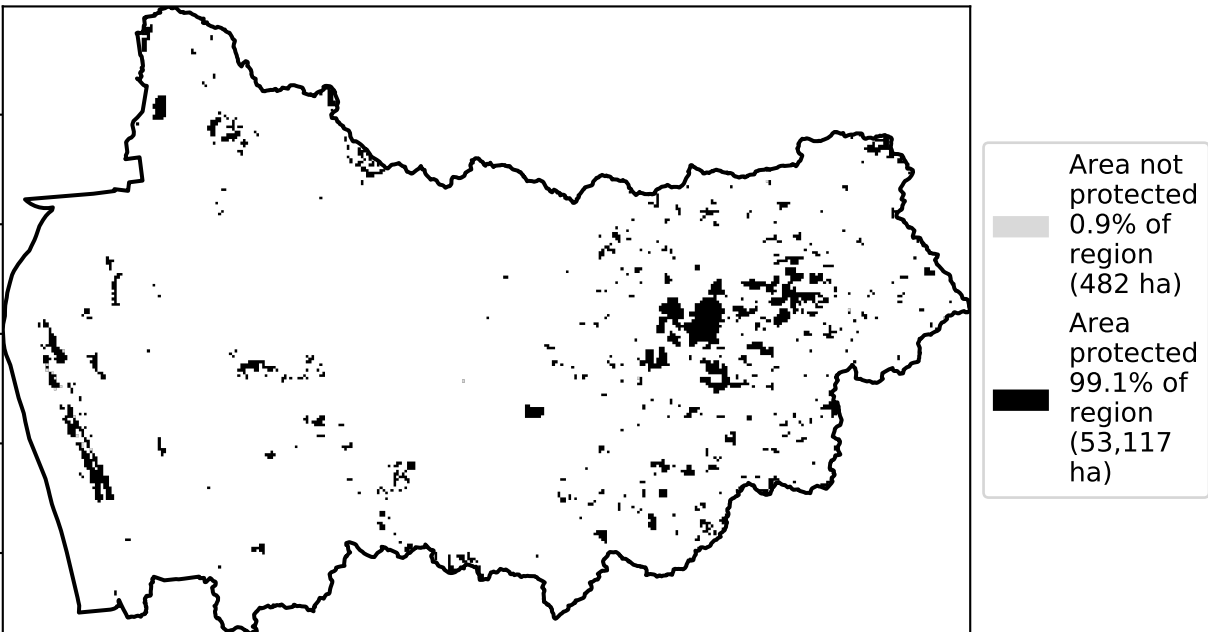 Area not
protected
0.9% of
region
(482 ha)
Area
protected
99.1% of
region
(53,117
ha)